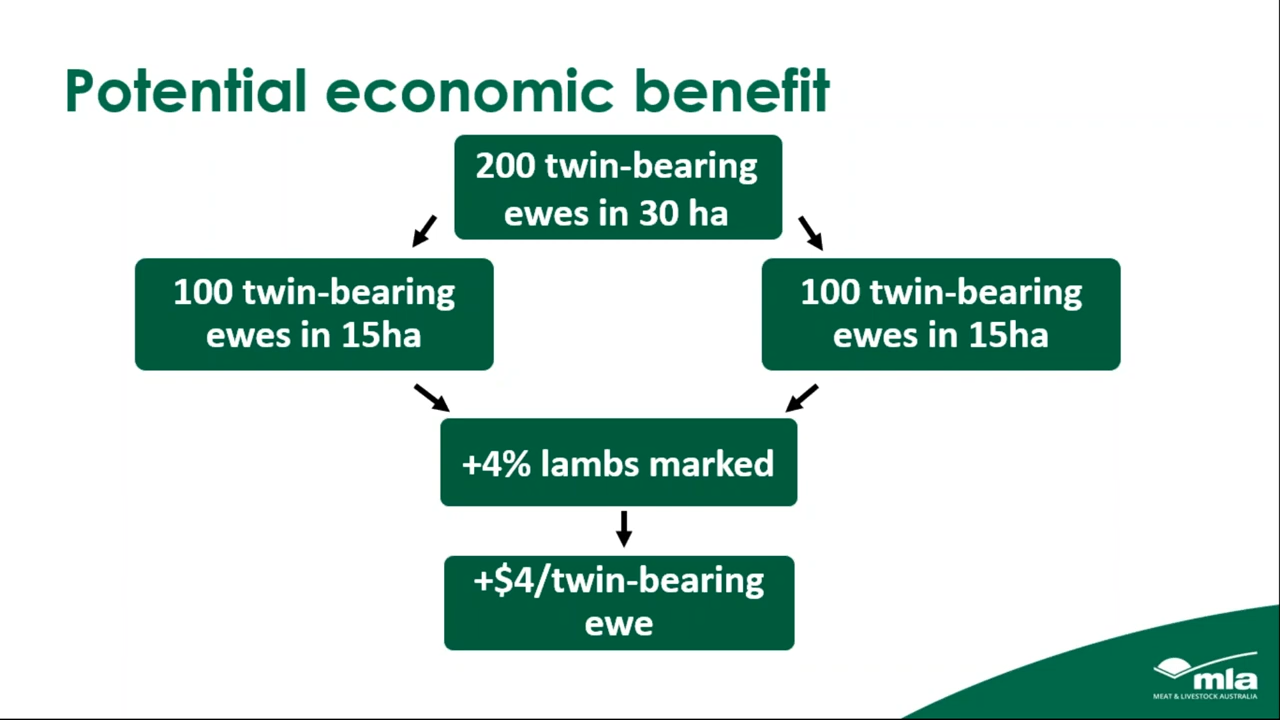 Potential economic benefit
200 twin-bearing
ewes in 30 ha
100 twin-bearing
ewes in 15ha
100 twin-bearing
ewes in 15ha
+4% lambs marked
+$4/twin-bearing
ewe
mla
MEAT & LIVESTOCK AUSTRALIA